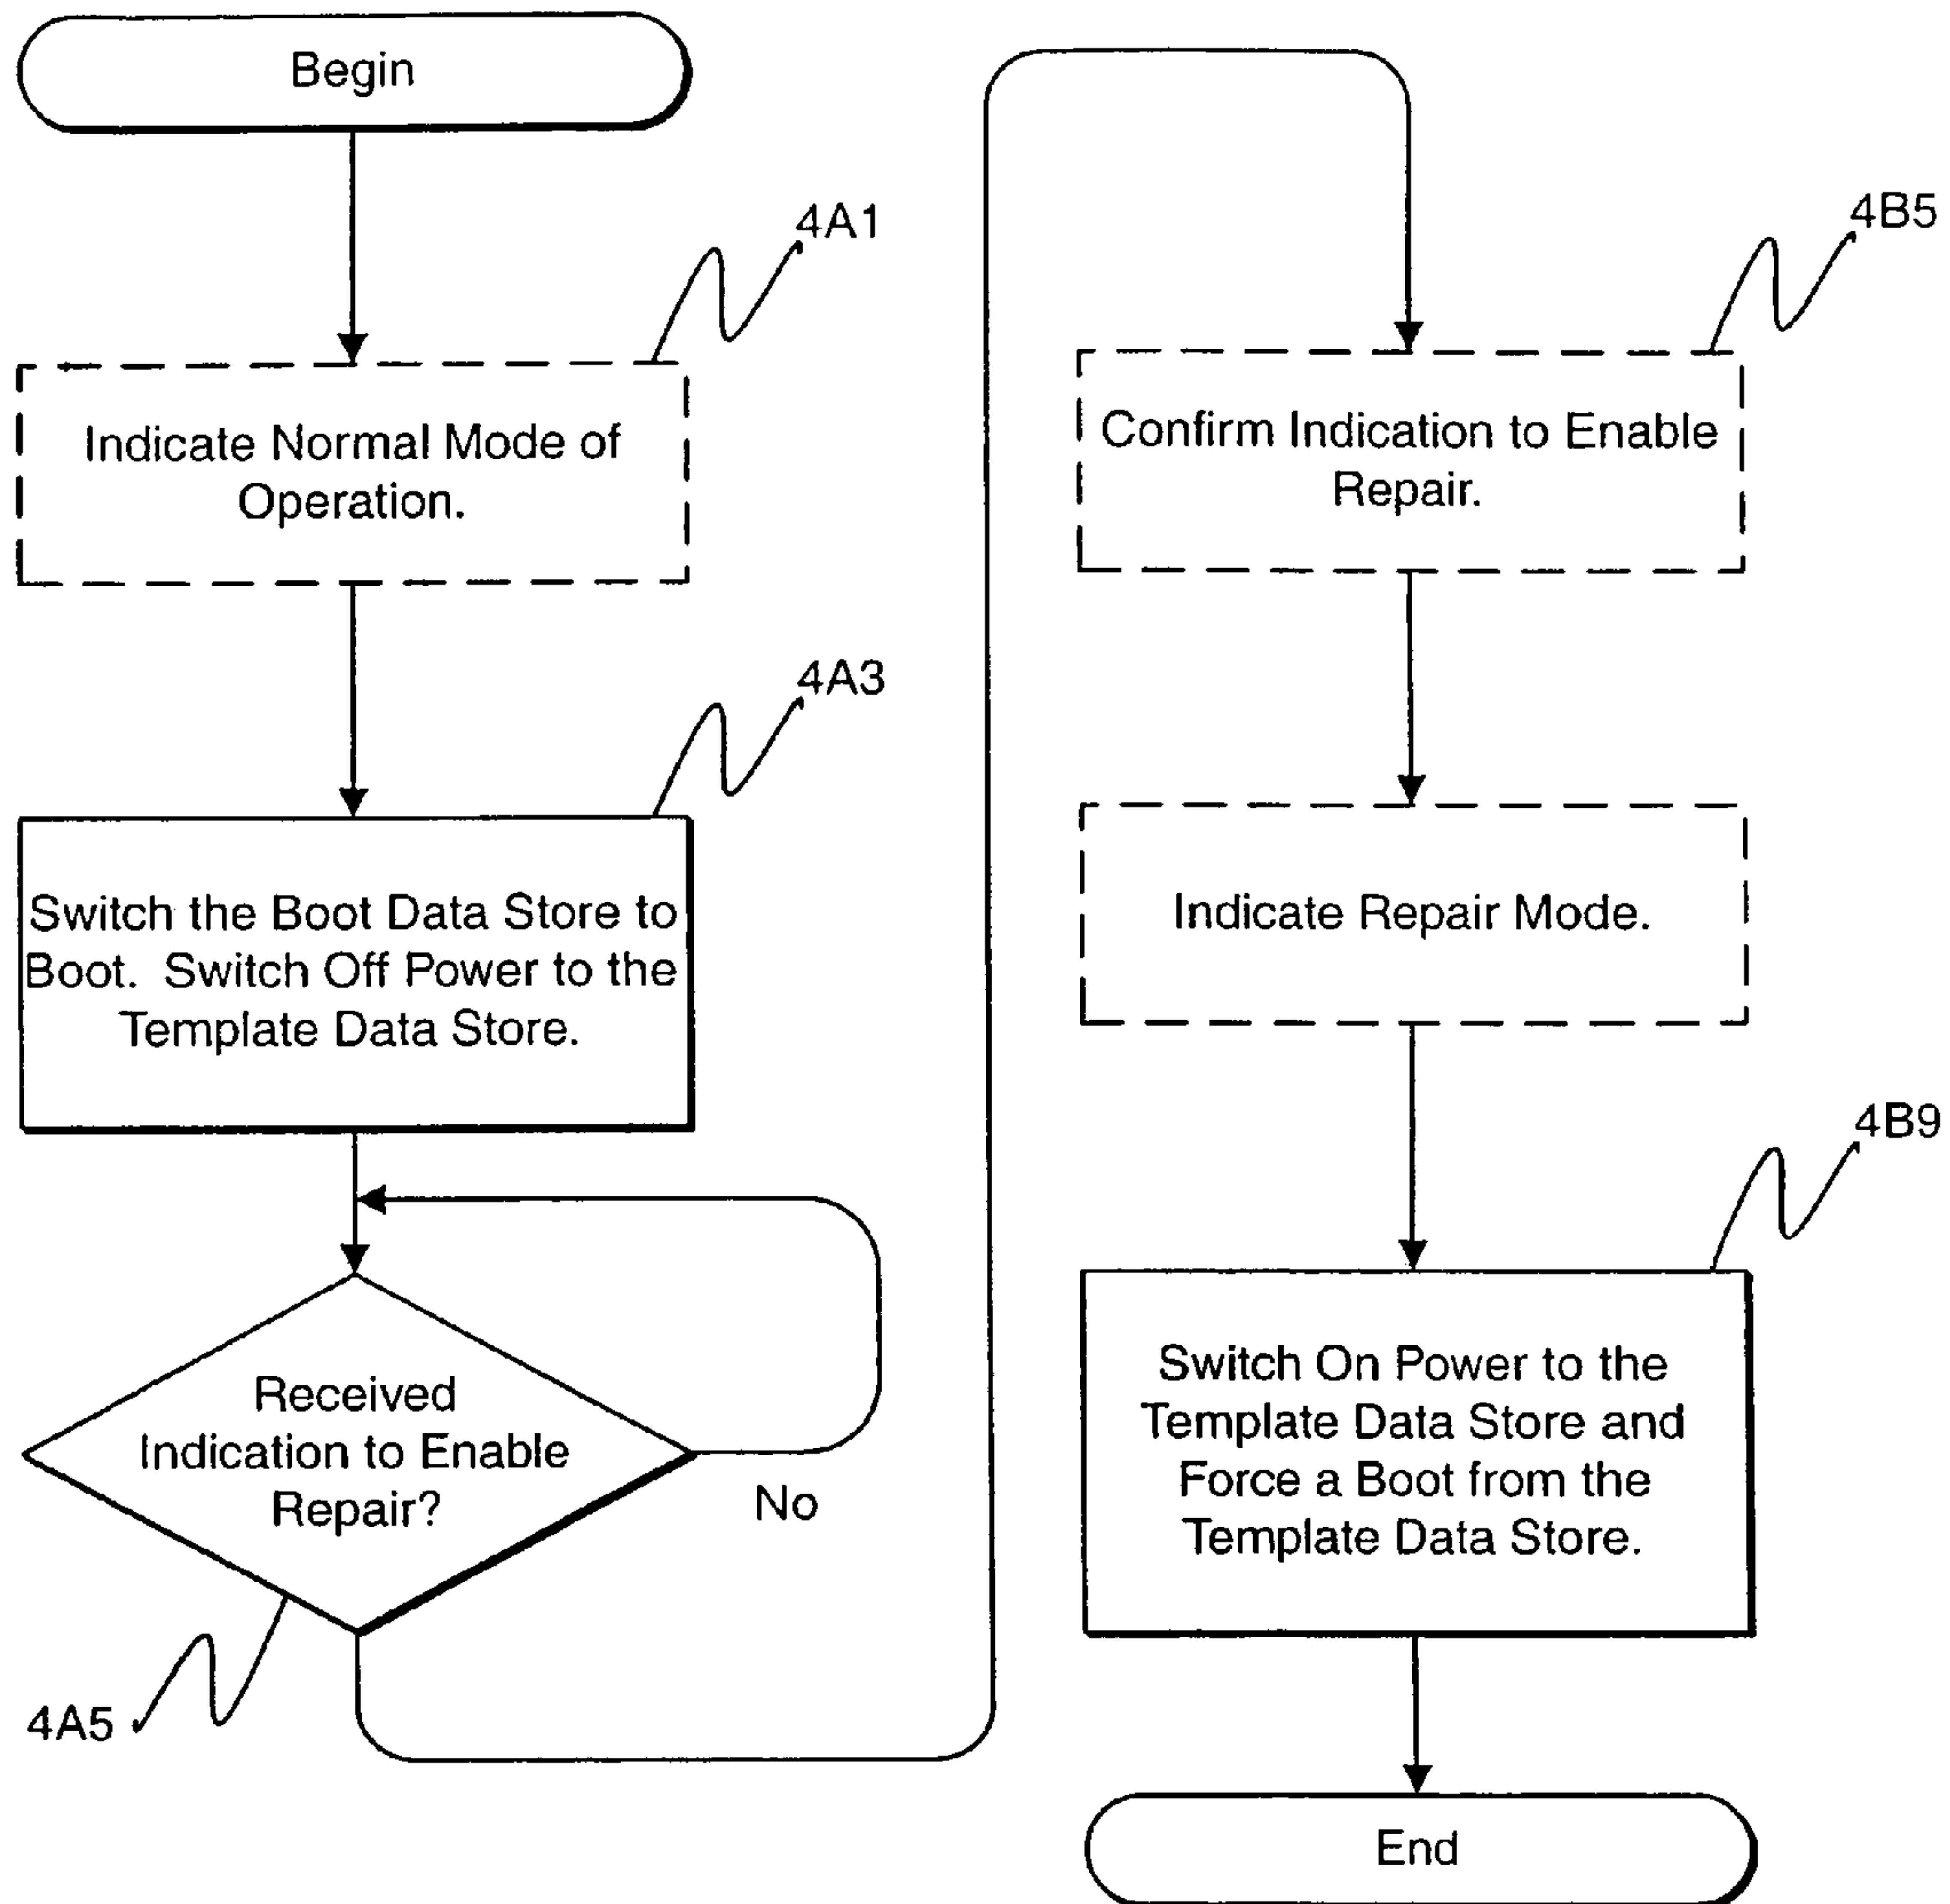 Begin
4A1
Indicate Normal Mode of
Operation.
4A3
Switch the Boot Data Store to
Boot.  Switch Off Power to the
Template Data Store.
Received
Indication to Enable
Repair?
No
4A5
4B5
Confirm Indication to Enable
Repair.
Indicate Repair Mode.
4B9
Switch On Power to the
Template Data Store and
Force a Boot from the
Template Data Store.
End